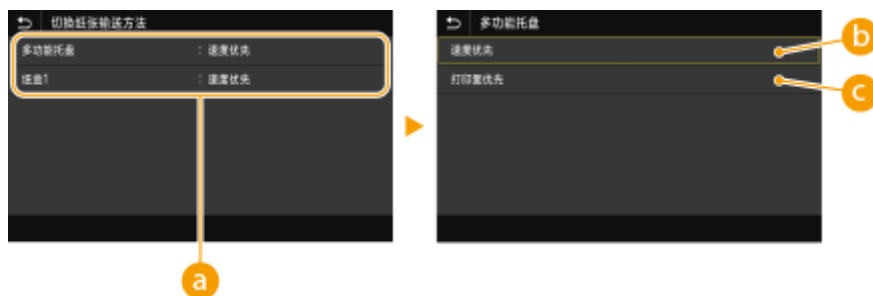 切换纸张输送方法
多功能托盘 : 速度优先
纸盒1 : 速度优先
a
多功能托盘
速度优先
打印面优先
b
c